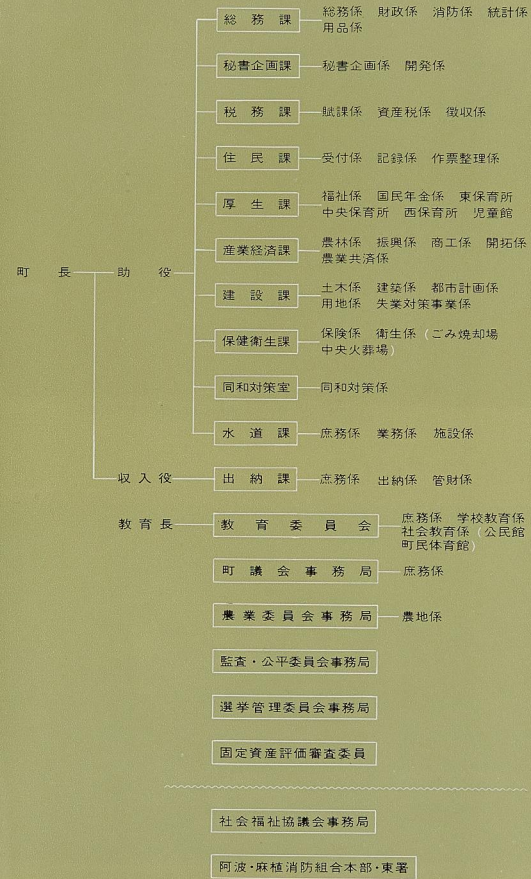 総務課 総務係 財政係 消防係 統計係
用品係
秘書企画課 秘書企画係 開発係
税務課 賦課係 資産税係 徴収係
住民課 受付係 記録係 作票整理係
厚生課 福祉係 国民年金係 東保育所
中央保育所 西保育所 児童館
産業経済課 農林係 振興係 商工係 開拓係
農業共済係
町長 助役
建設課 土木係 建築係 都市計画係
用地係 失業対策事業係
保健衛生課 保険係 衛生係(ごみ焼却場
中央火葬場)
同和対策室 同和対策係
水道課 庶務係 業務係 施設係
収入役 出納課 庶務係 出納係 管財係
教育長 教育委員会 庶務係 学校教育係
社会教育係(公民館
町民体育館)
町議会事務局 庶務係
農業委員会事務局 農地係
監査・公平委員会事務局
選挙管理委員会事務局
固定資産評価審査委員
社会福祉協議会事務局
阿波・麻植消防組合本部・東署